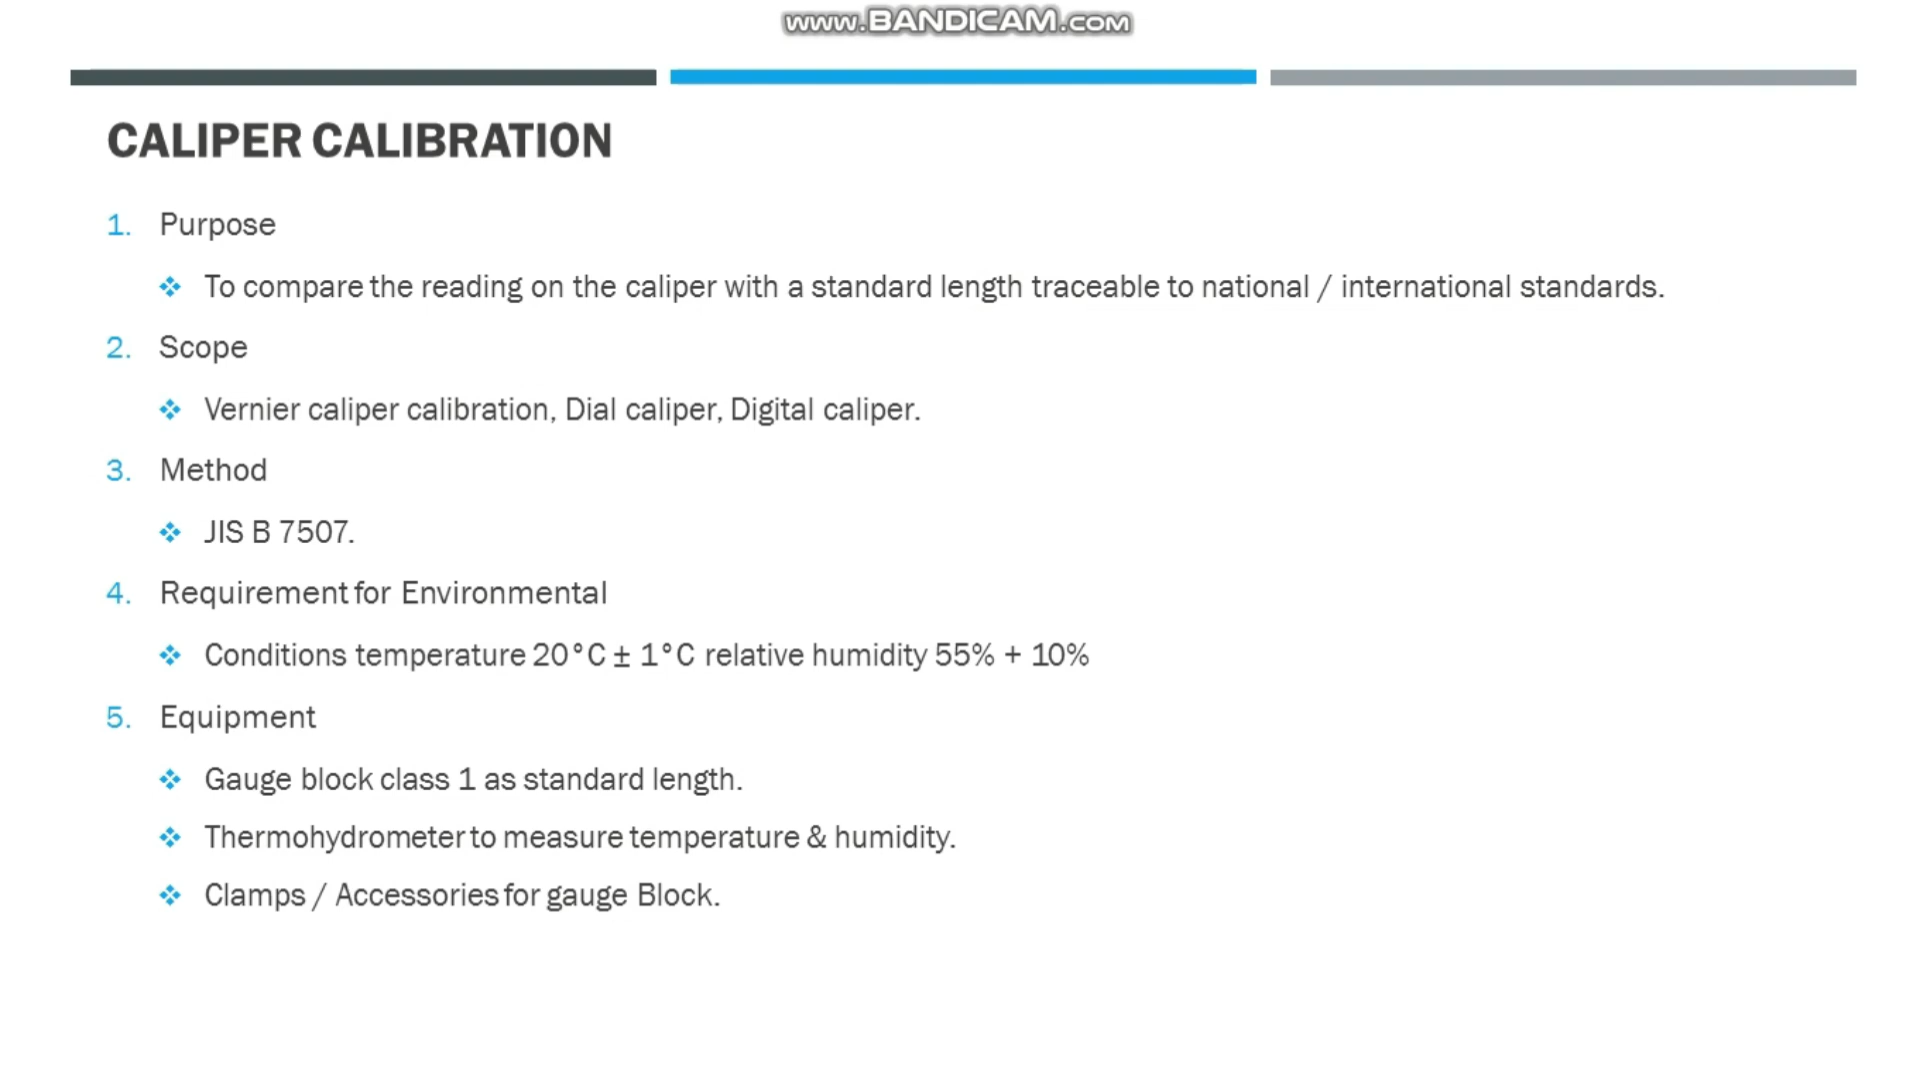 www.BANDICAM.com
CALIPER CALIBRATION
1. Purpose
❖ To compare the reading on the caliper with a standard length traceable to national / international standards.
2. Scope
❖ Vernier caliper calibration, Dial caliper, Digital caliper.
3. Method
❖ JIS B 7507.
4. Requirement for Environmental
❖ Conditions temperature 20°C ± 1°C relative humidity 55% + 10%
5. Equipment
❖ Gauge block class 1 as standard length.
❖ Thermohydrometer to measure temperature & humidity.
❖ Clamps / Accessories for gauge Block.